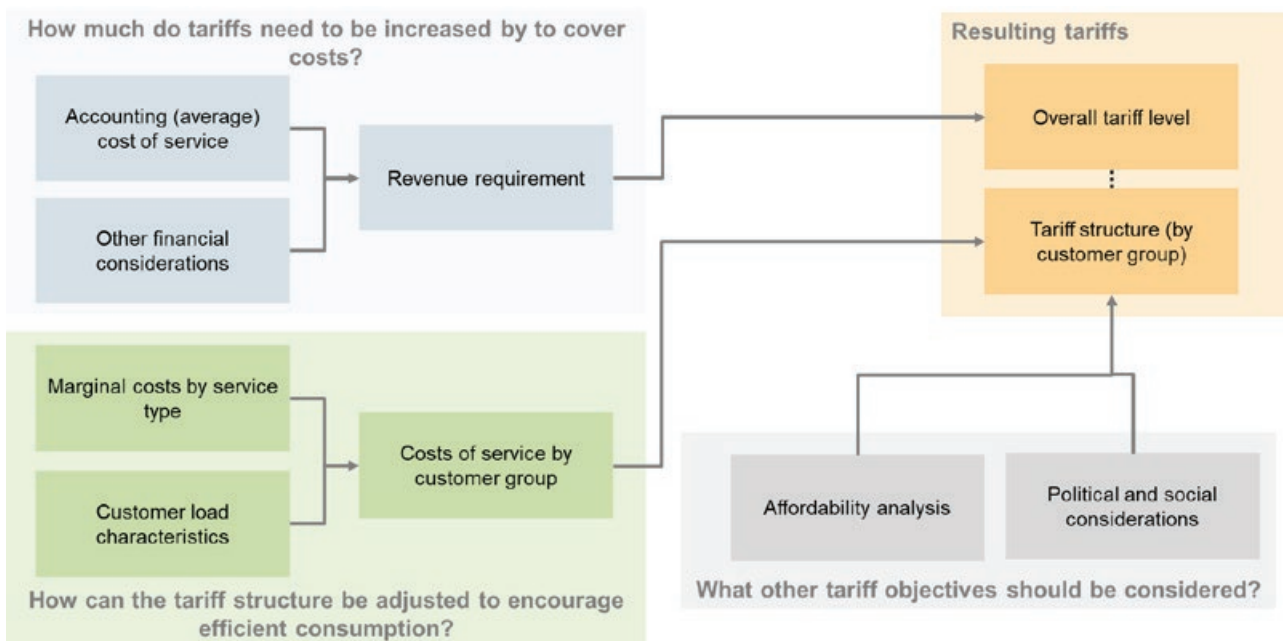 How much do tariffs need to be increased by to cover
costs?
Accounting (average)
cost of service
Other financial
considerations
Revenue requirement
Resulting tariffs
Overall tariff level
Tariff structure (by
customer group)
Marginal costs by service
type
Customer load
characteristics
Costs of service by
customer group
How can the tariff structure be adjusted to encourage
efficient consumption?
Affordability analysis
Political and social
considerations
What other tariff objectives should be considered?